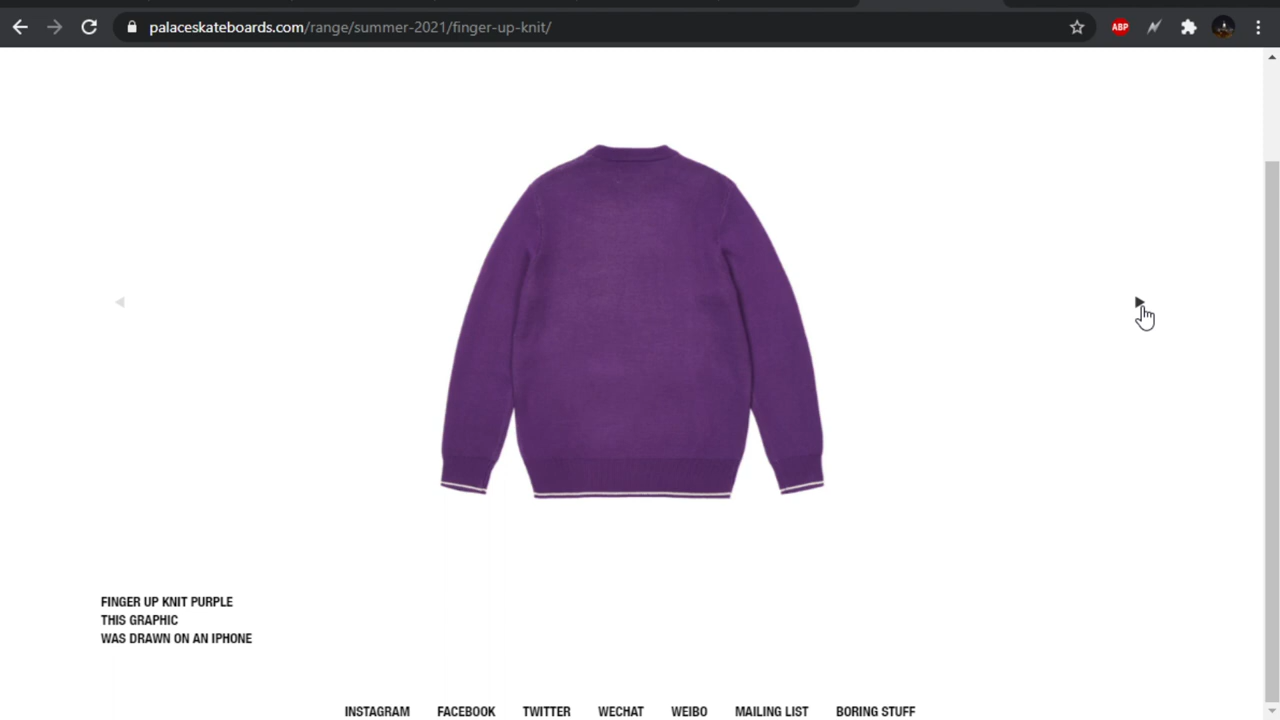 palaceskateboards.com/range/summer-2021/finger-up-knit/
ABP
FINGER UP KNIT PURPLE
THIS GRAPHIC
WAS DRAWN ON AN IPHONE
INSTAGRAM FACEBOOK TWITTER WECHAT WEIBO MAILING LIST BORING STUFF